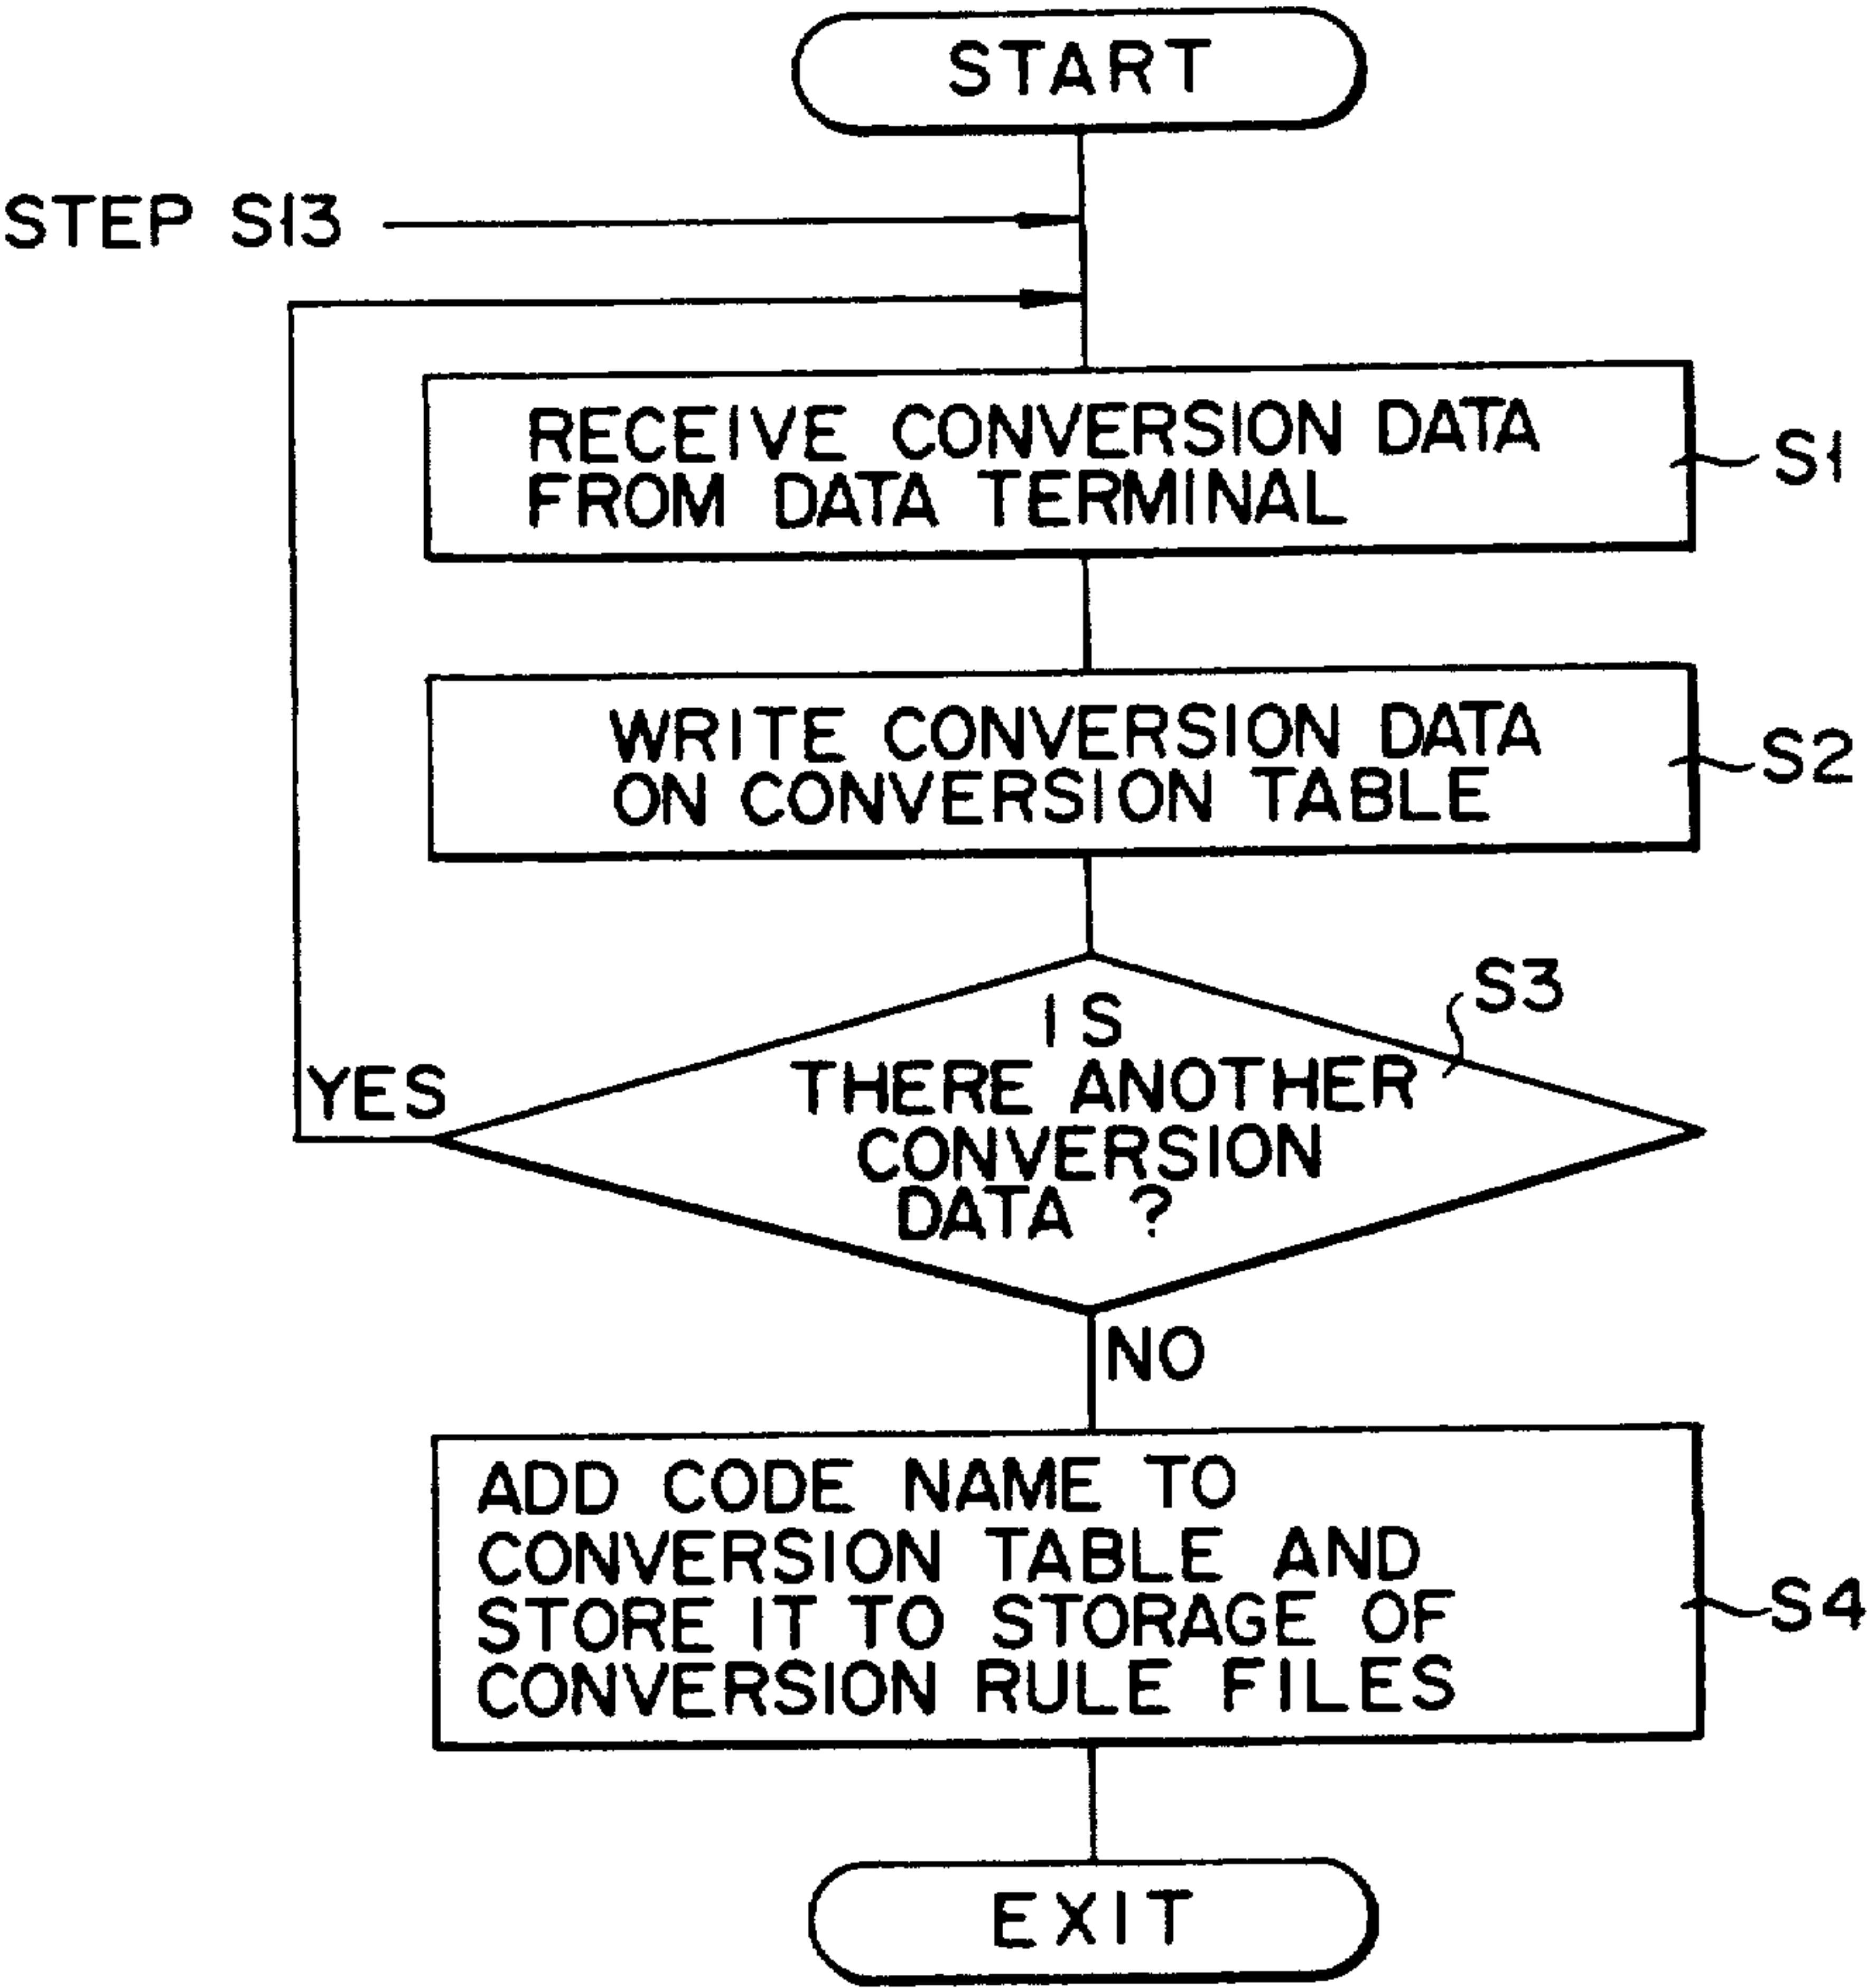 START
STEP S13
RECEIVE CONVERSION DATA
FROM DATA TERMINAL
S1
WRITE CONVERSION DATA
ON CONVERSION TABLE
S2
IS
THERE ANOTHER
CONVERSION
DATA ?
S3
YES
NO
ADD CODE NAME TO
CONVERSION TABLE AND
STORE IT TO STORAGE OF
CONVERSION RULE FILES
S4
EXIT